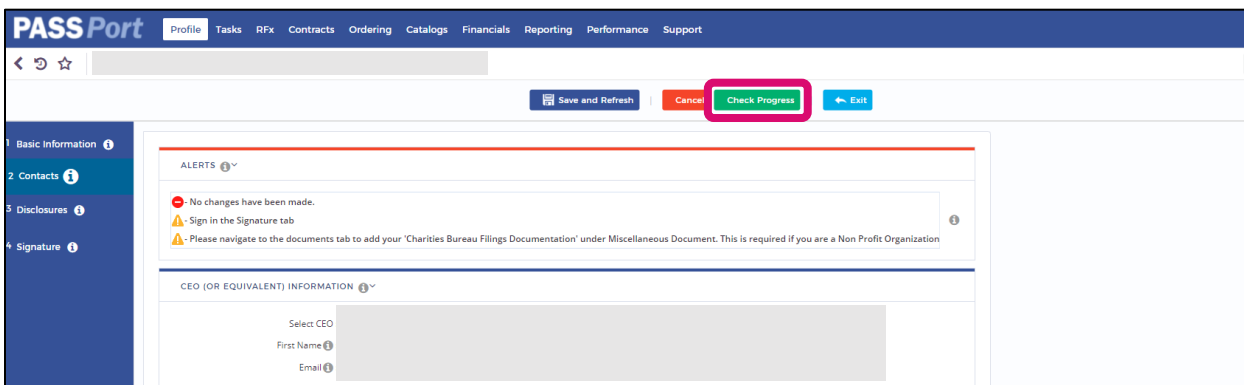 PASSPort Profile Tasks RFx Contracts Ordering Catalogs Financials Reporting Performance Support
Save and Refresh Cancel Check Progress Exit
1 Basic Information
2 Contacts
3 Disclosures
4 Signature
ALERTS
- No changes have been made.
- Sign in the Signature tab
- Please navigate to the documents tab to add your 'Charities Bureau Filings Documentation' under Miscellaneous Document. This is required if you are a Non Profit Organization
CEO (OR EQUIVALENT) INFORMATION
Select CEO
First Name
Email